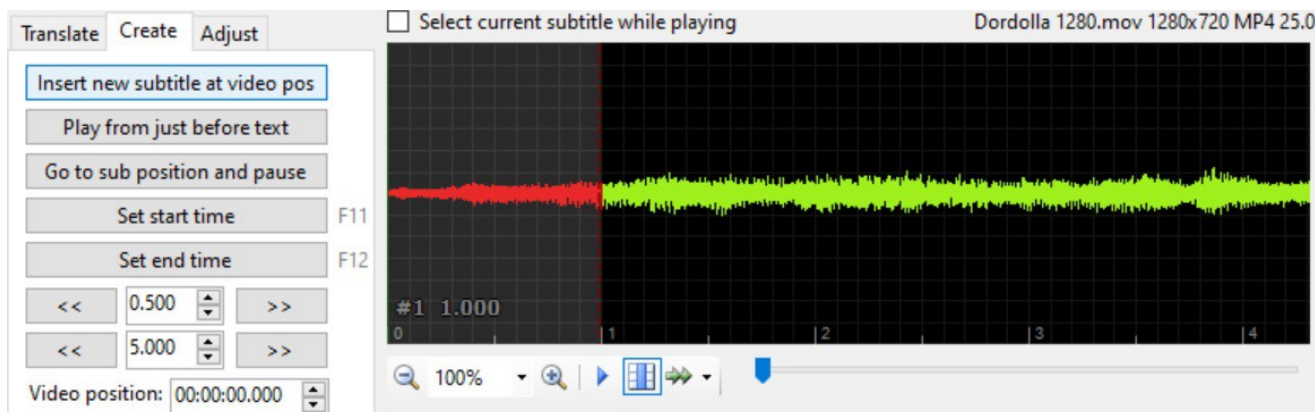 Translate Create Adjust
Insert new subtitle at video pos
Play from just before text
Go to sub position and pause
Set start time F11
Set end time F12
<< 0.500 >>
<< 5.000 >>
Video position: 00:00:00.000
Select current subtitle while playing
Dordolla 1280.mov 1280x720 MP4 25.0
#1 1.000
0 1 2 3 4
100%